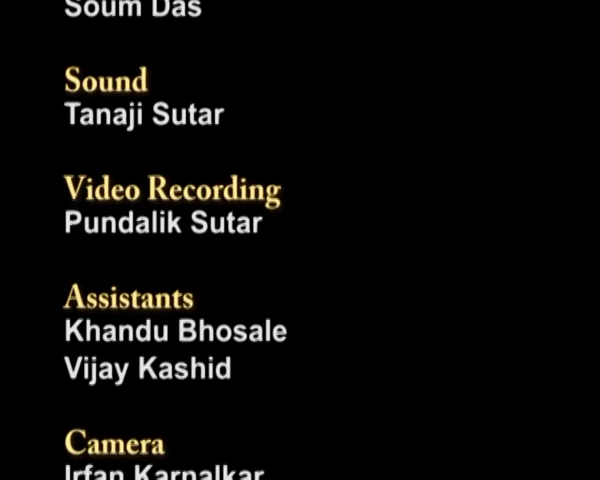 Soum Das
Sound
Tanaji Sutar
Video Recording
Pundalik Sutar
Assistants
Khandu Bhosale
Vijay Kashid
Camera
Irfan Karnalkar